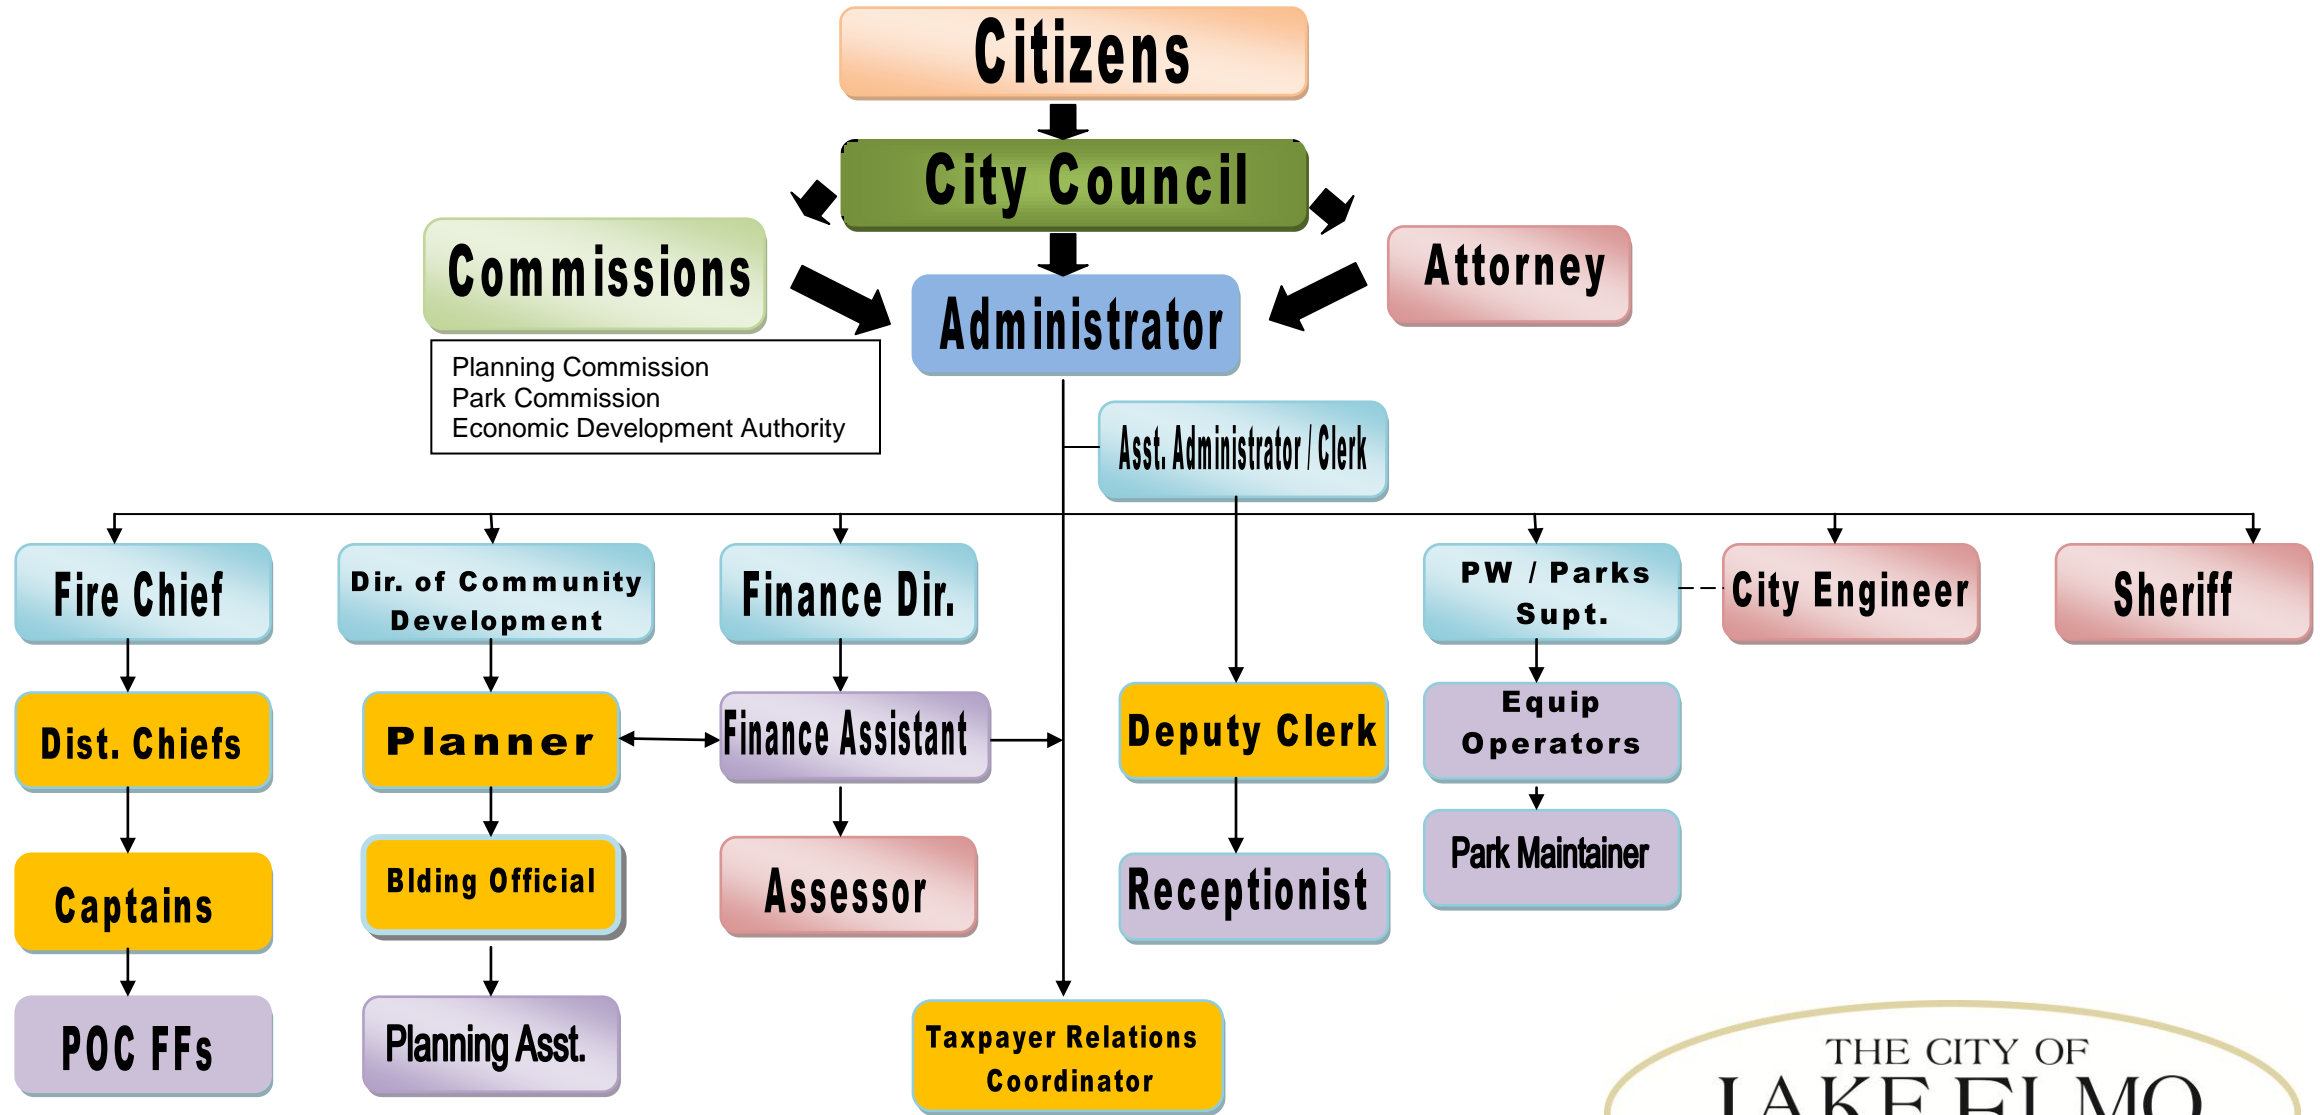 Citizens
City Council
Commissions
Attorney
Administrator
Planning Commission
Park Commission
Economic Development Authority
Asst. Administrator / Clerk
Fire Chief
Dir. of Community
Development
Finance Dir.
PW / Parks
Supt.
City Engineer
Sheriff
Dist. Chiefs
Planner
Finance Assistant
Deputy Clerk
Equip
Operators
Captains
Blding Official
Assessor
Receptionist
Park Maintainer
POC FFs
Planning Asst.
Taxpayer Relations
Coordinator
THE CITY OF
LAKE ELMO